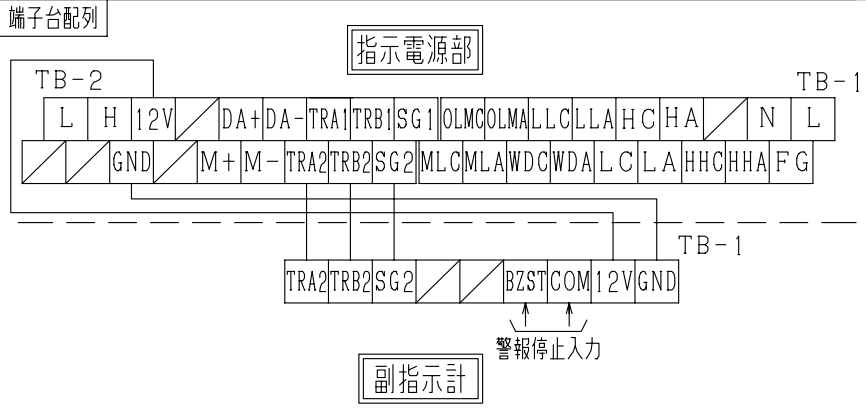 端子台配列
指示電源部
TB-2 TB-1
L H 12V DA+ DA- TRA1 TRB1 SG1 OLMC OLMA LLC LLA HC HA N L
GND M+ M- TRA2 TRB2 SG2 MLC MLA WDC WDA LC LA HHC HHA FG
TB-1
TRA2 TRB2 SG2 BZST COM 12V GND
警報停止入力
副指示計